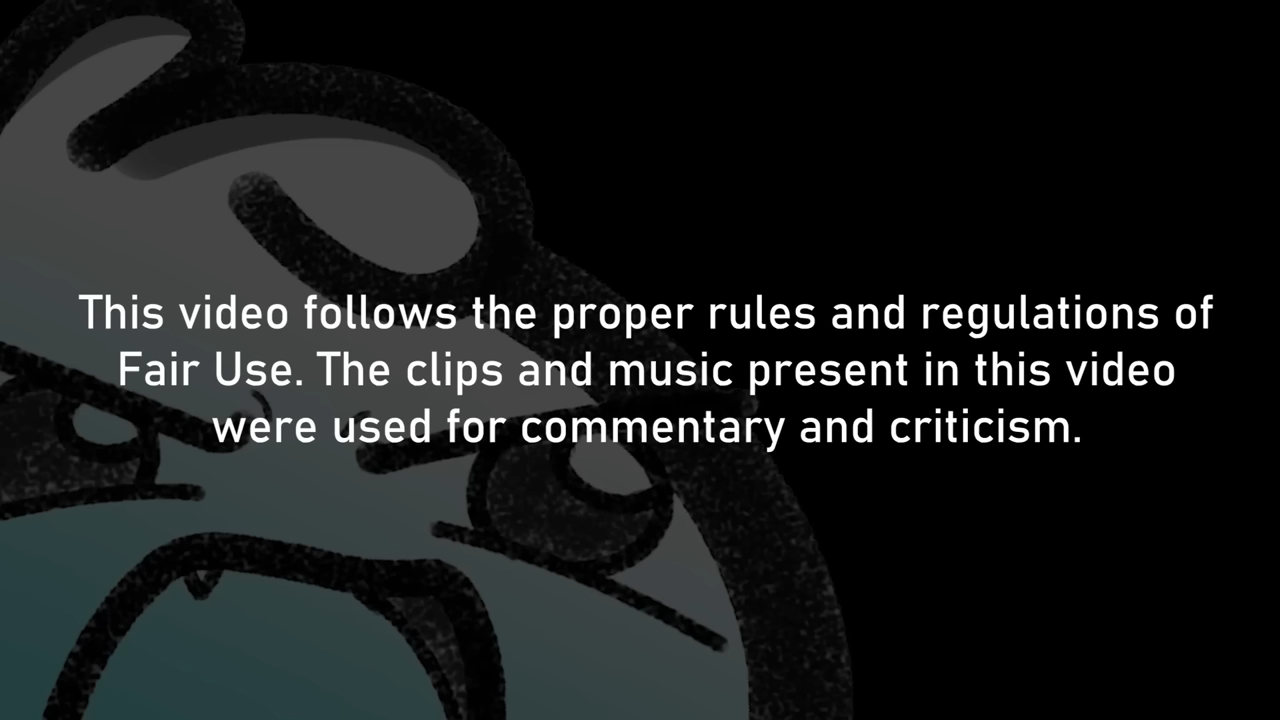 This video follows the proper rules and regulations of
Fair Use. The clips and music present in this video
were used for commentary and criticism.